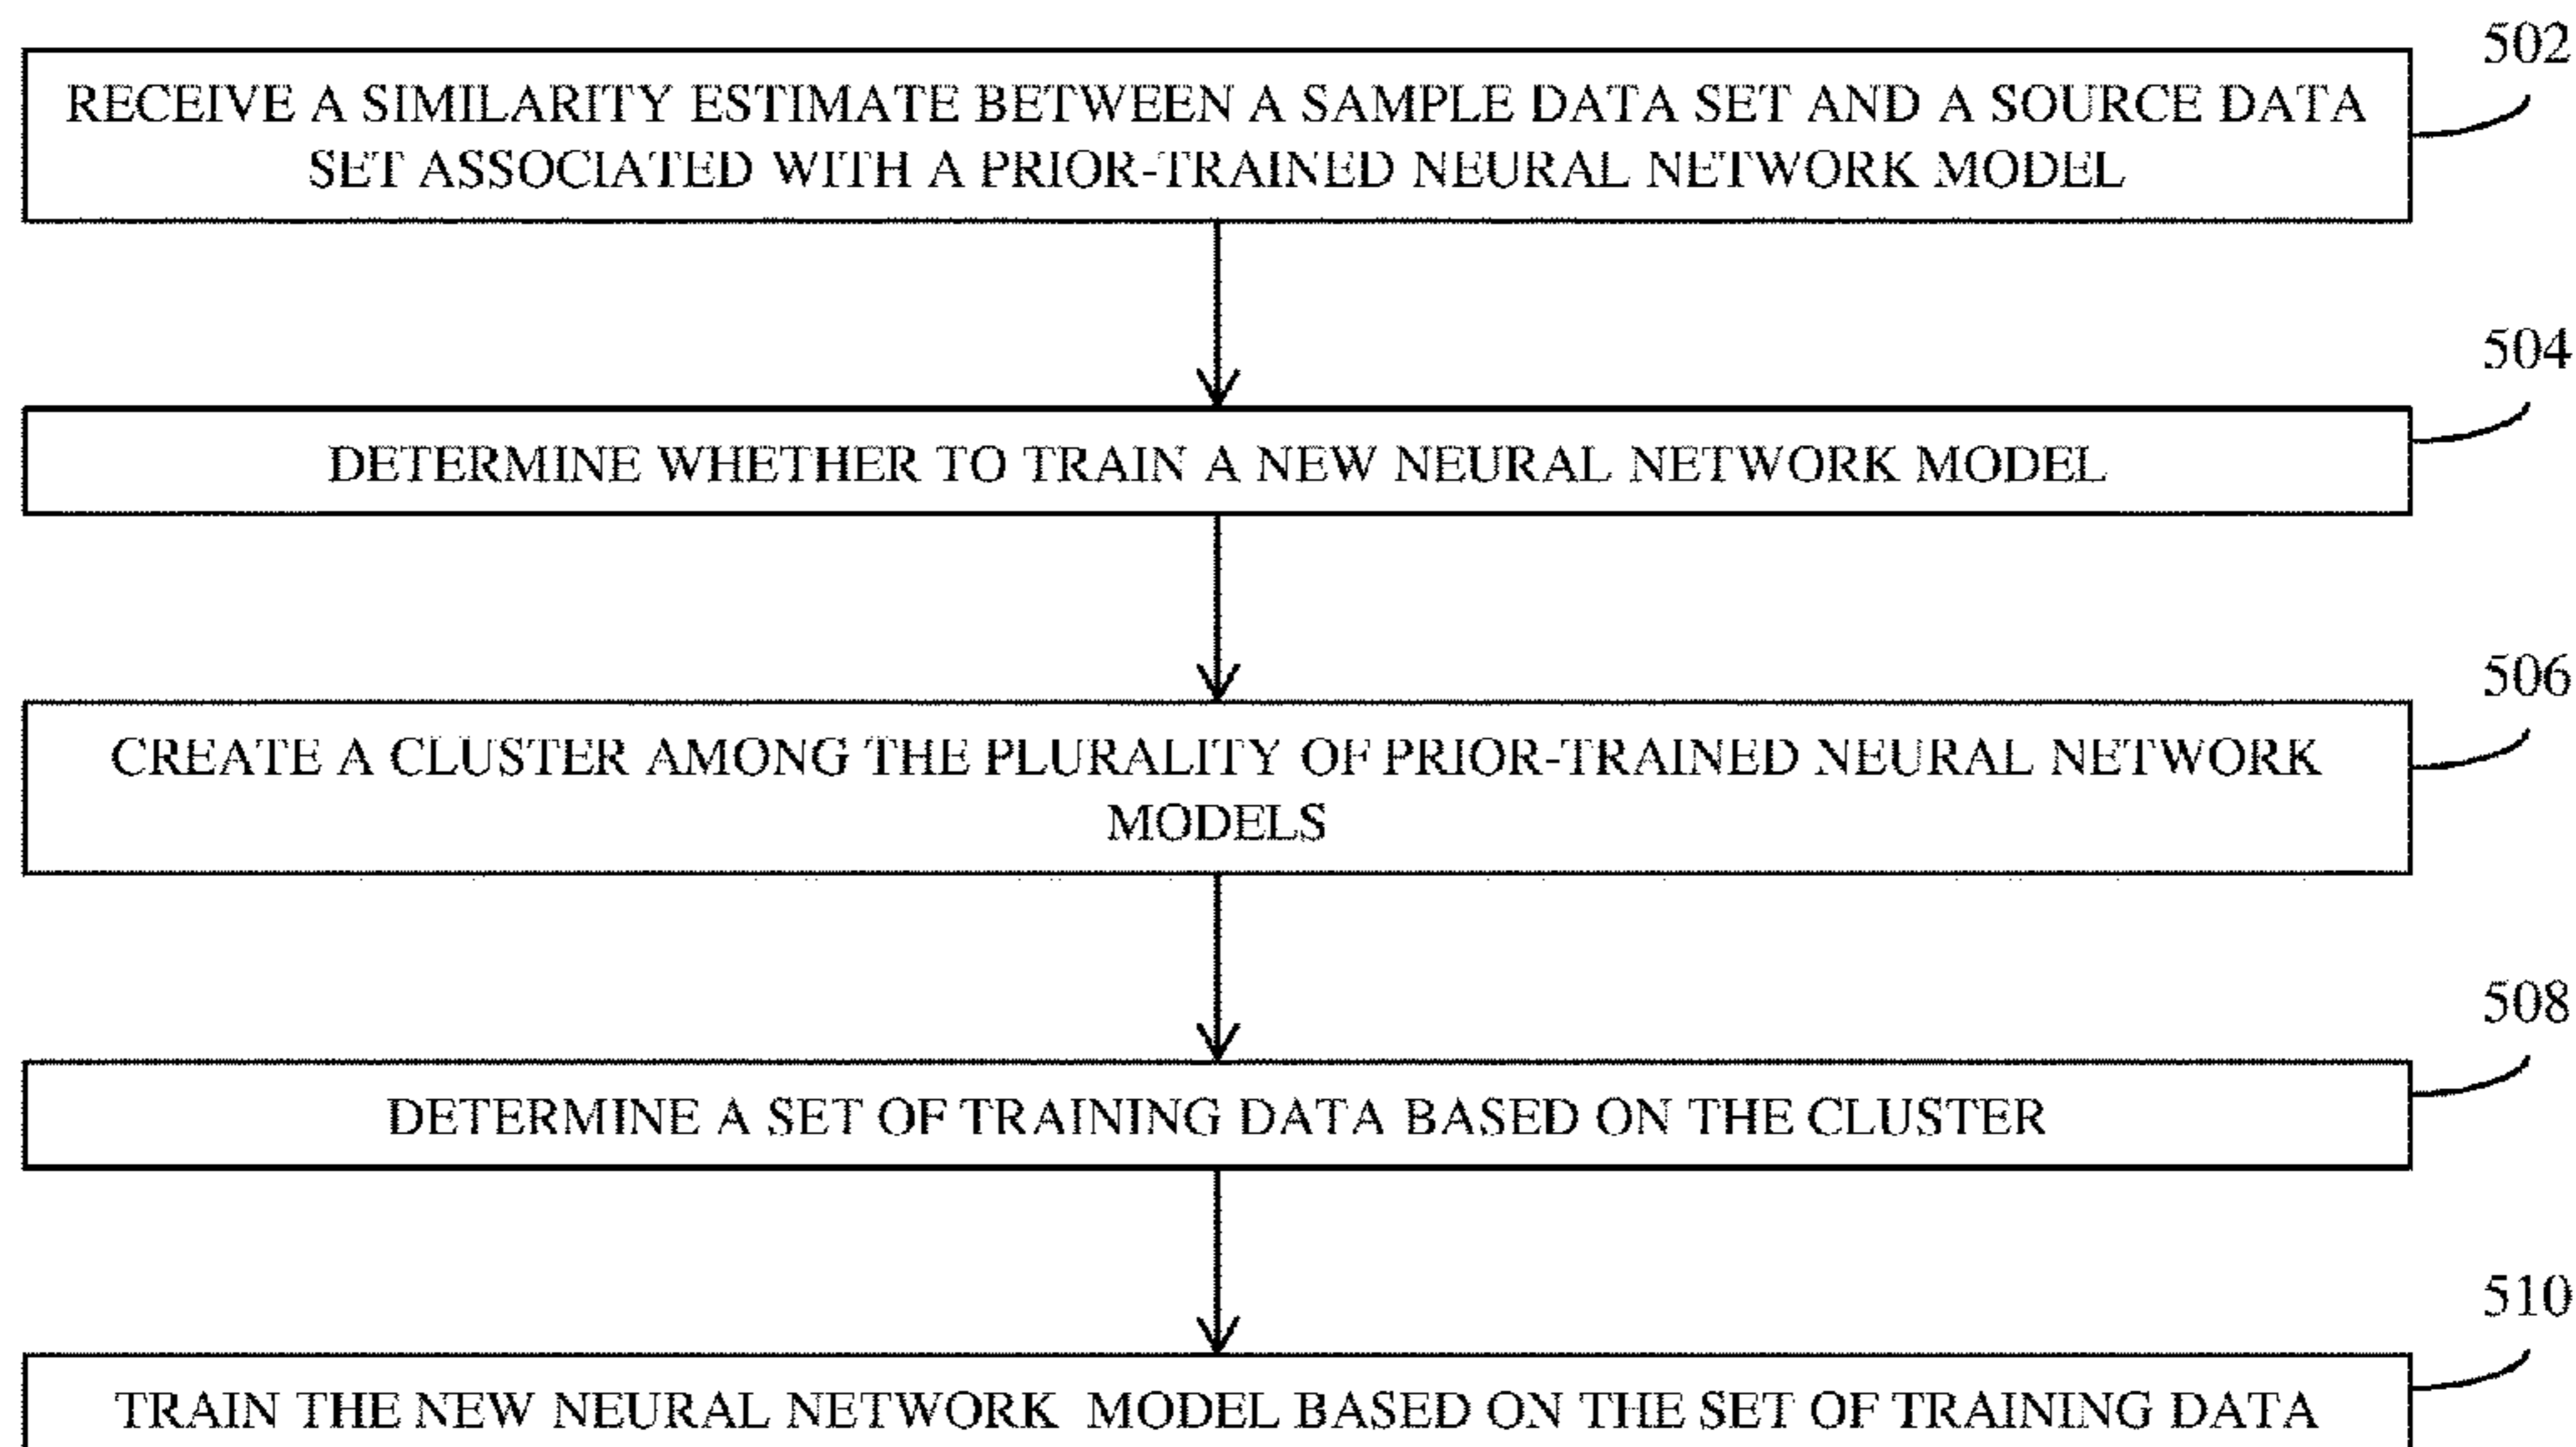 502
RECEIVE A SIMILARITY ESTIMATE BETWEEN A SAMPLE DATA SET AND A SOURCE DATA
SET ASSOCIATED WITH A PRIOR-TRAINED NEURAL NETWORK MODEL
504
DETERMINE WHETHER TO TRAIN A NEW NEURAL NETWORK MODEL
506
CREATE A CLUSTER AMONG THE PLURALITY OF PRIOR-TRAINED NEURAL NETWORK
MODELS
508
DETERMINE A SET OF TRAINING DATA BASED ON THE CLUSTER
510
TRAIN THE NEW NEURAL NETWORK MODEL BASED ON THE SET OF TRAINING DATA